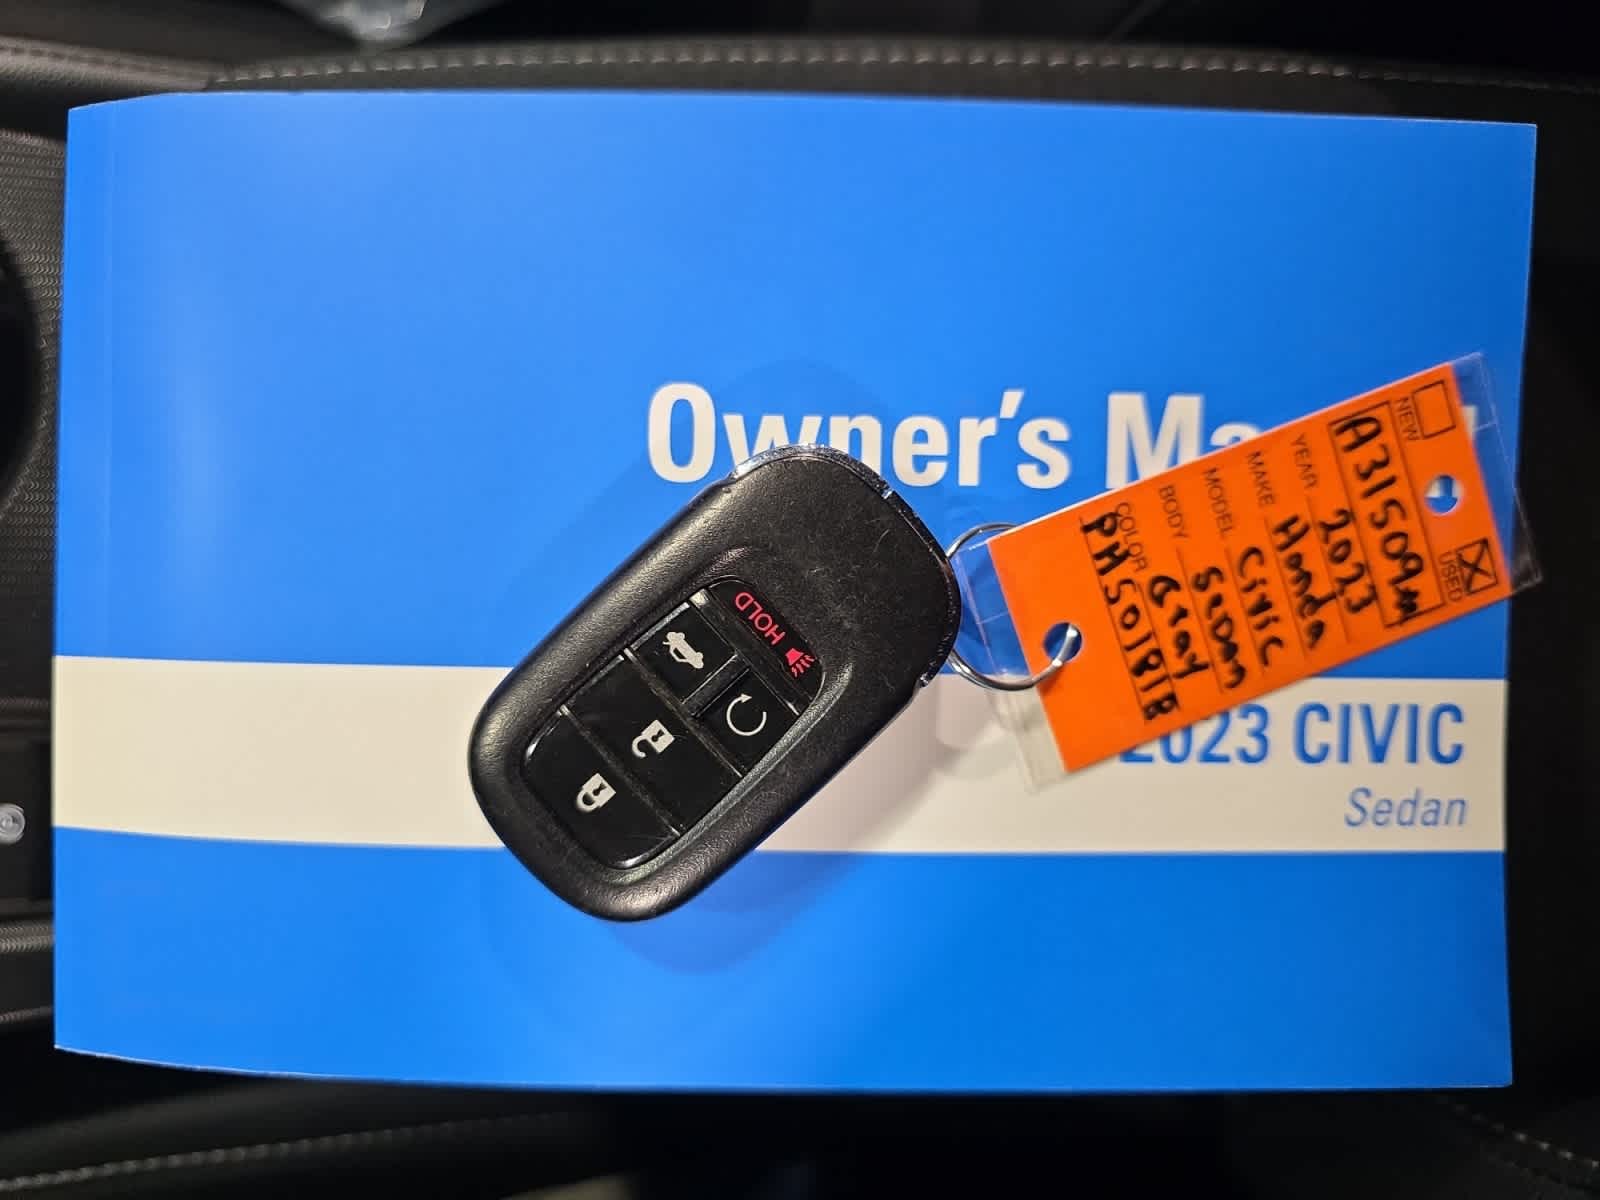 Owner's Ma
2023 CIVIC
Sedan
HOLD
NEW
USED
A31509M
YEAR 2023
MAKE Honda
MODEL Civic
BODY Sedan
COLOR Gray
PH501818